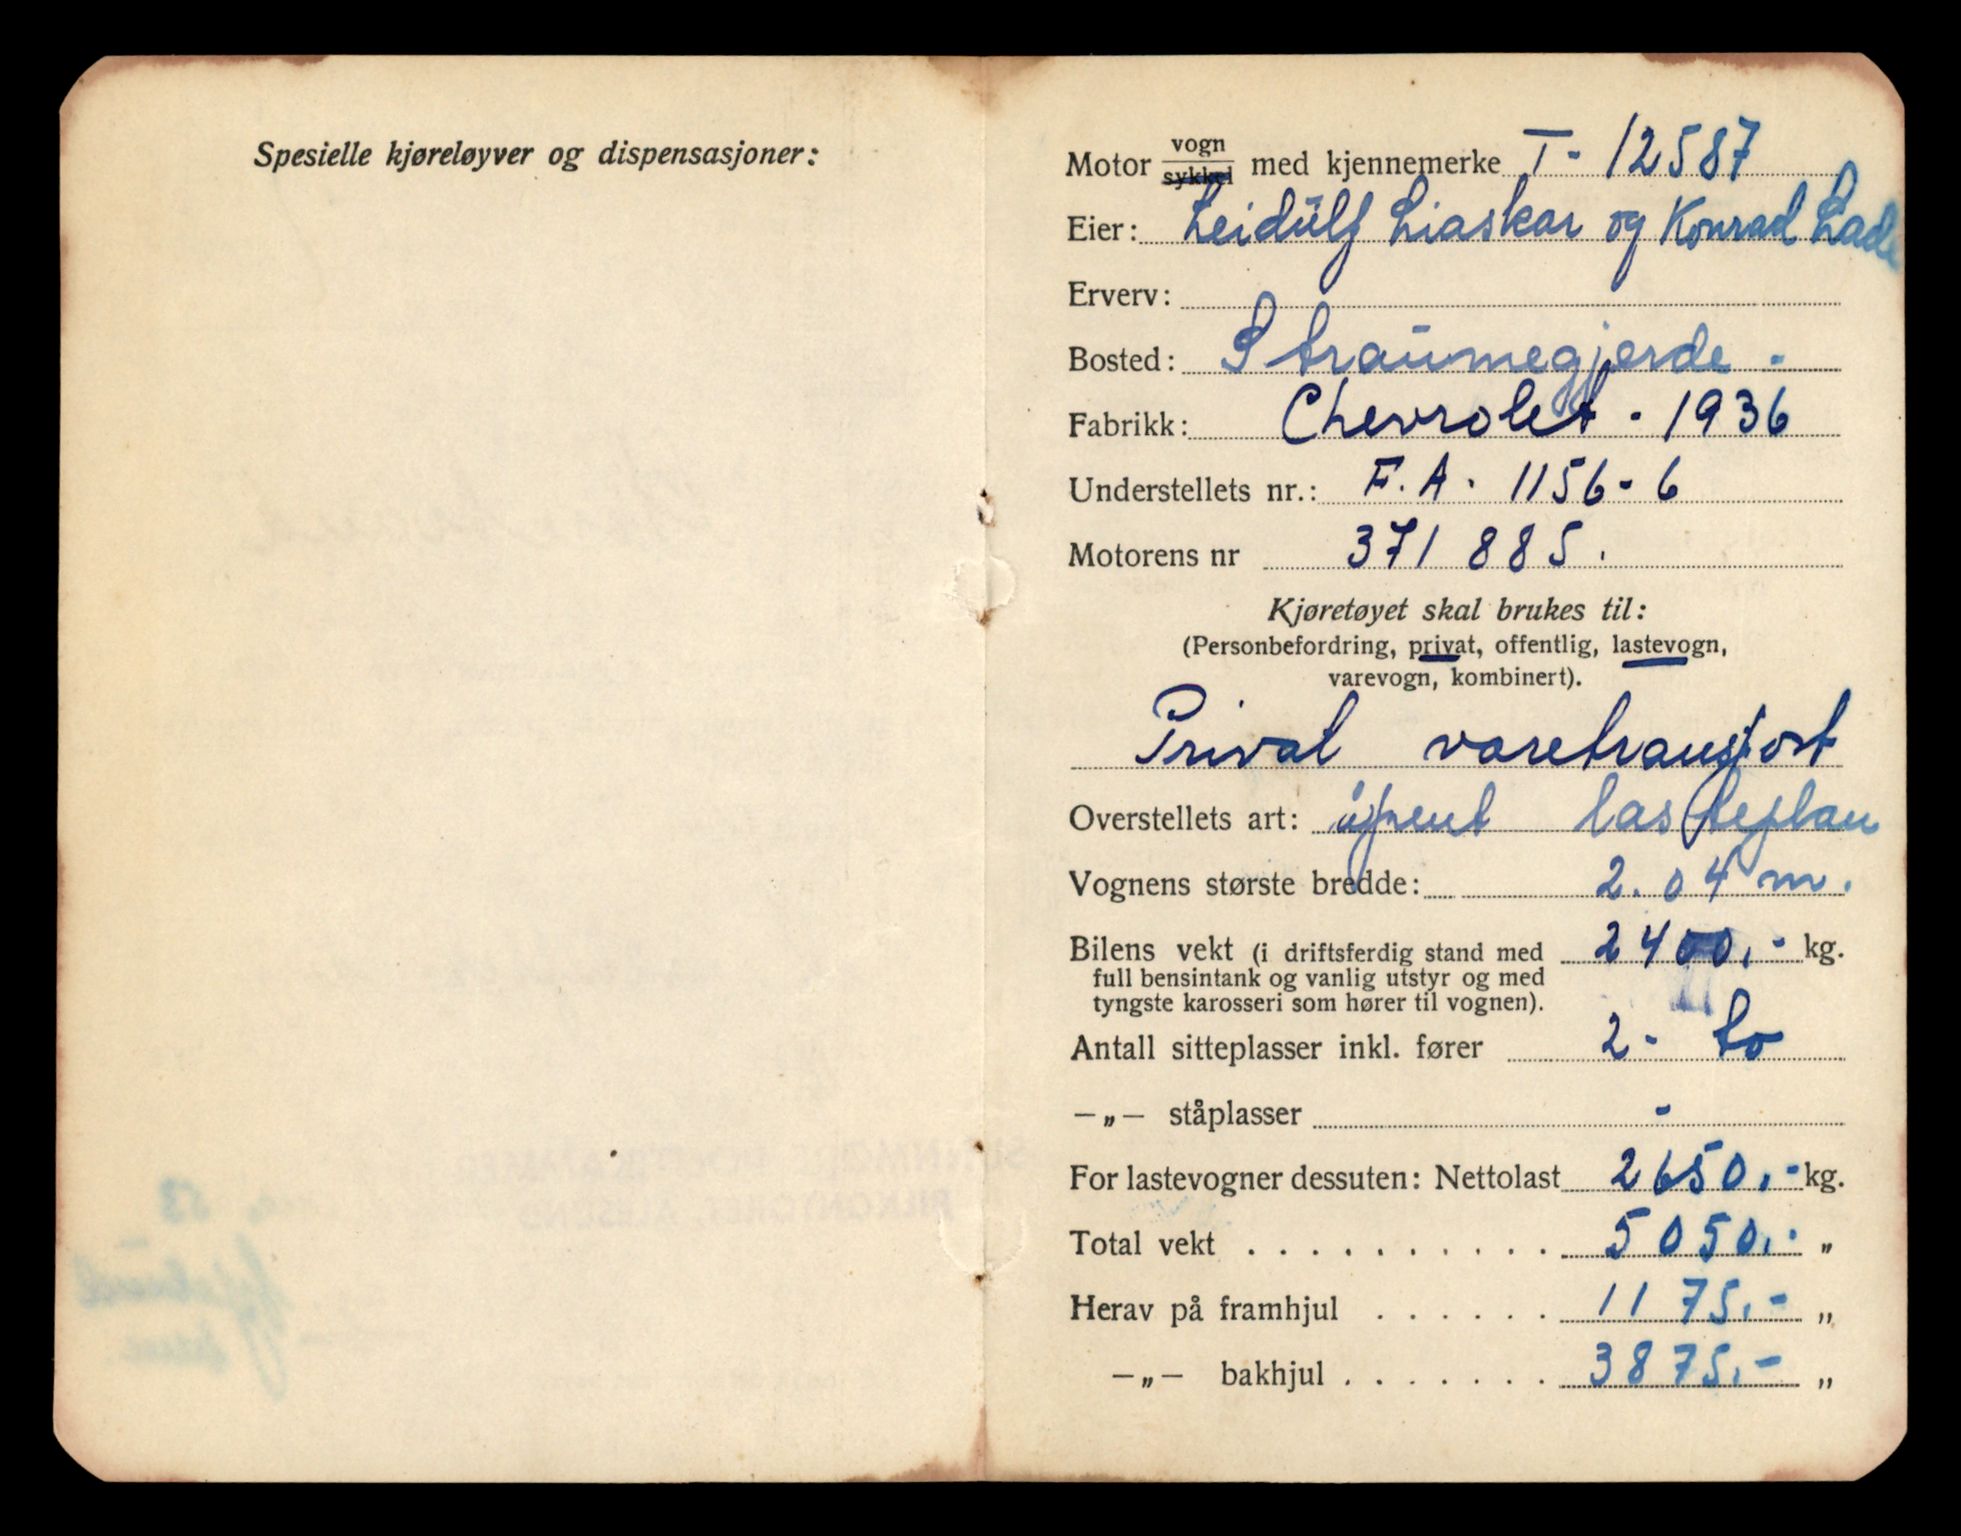 Spesielle kjøreløyver og dispensasjoner:
Motor vogn/sykkel med kjennemerke T- 12587
Eier: Leidulf Liaskar og Konrad Lade
Erverv:
Bosted: Straumegjerde -
Fabrikk: Chevrolet - 1936
Understellets nr.: F.A. 1156-6
Motorens nr 371885.
Kjøretøyet skal brukes til:
(Personbefordring, privat, offentlig, lastevogn,
varevogn, kombinert).
Privat varetransport
Overstellets art: åpent lasteplan
Vognens største bredde: 2.04 m.
Bilens vekt (i driftsferdig stand med 2400,- kg.
full bensintank og vanlig utstyr og med
tyngste karosseri som hører til vognen).
Antall sitteplasser inkl. fører 2- to
—„— ståplasser -
For lastevogner dessuten: Nettolast 2650,- kg.
Total vekt . . . . . . . . . . 5050,- „
Herav på framhjul . . . . . . 1175,- „
—„— bakhjul . . . . . . . 3875,- „